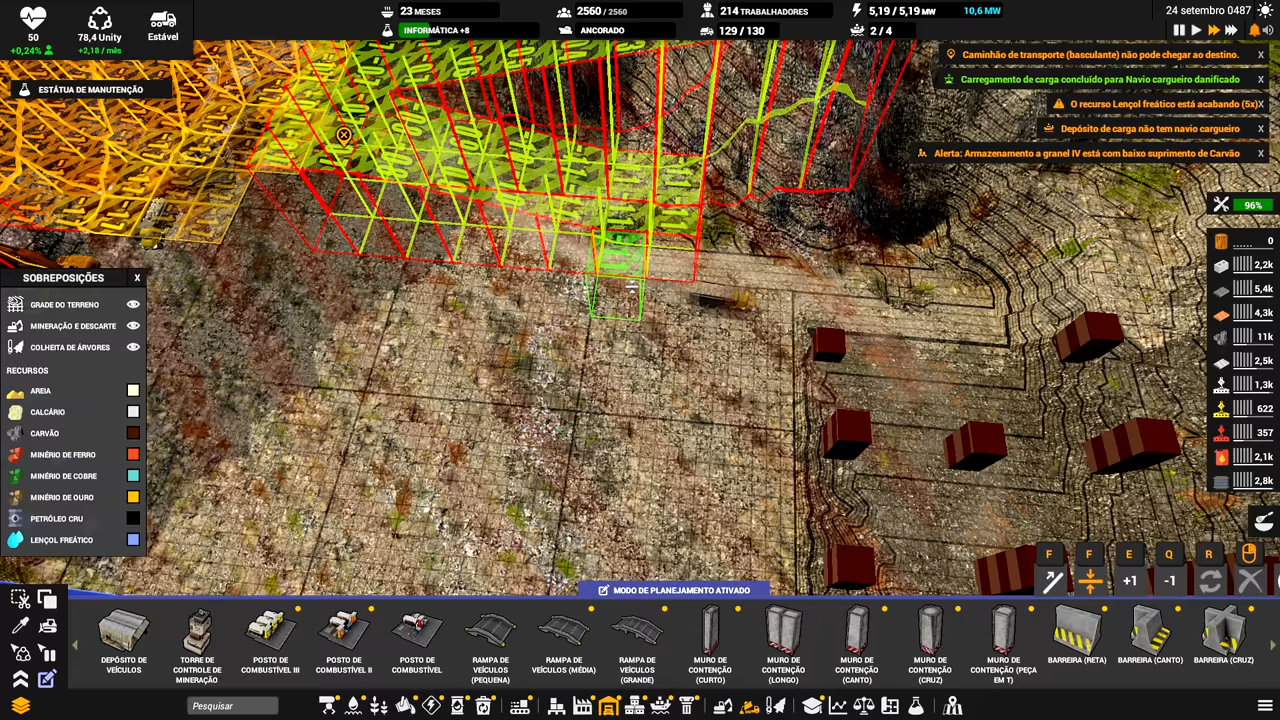 23 MESES
2560 / 2560
214 TRABALHADORES
5,19 / 5,19 MW
10,6 MW
24 setembro 0487
50
78,4 Unity
Estável
+0,24%
+2,18 / mês
INFORMÁTICA +8
ANCORADO
129 / 130
2 / 4
ESTÁTUA DE MANUTENÇÃO
Caminhão de transporte (basculante) não pode chegar ao destino. X
Carregamento de carga concluído para Navio cargueiro danificado X
O recurso Lençol freático está acabando (5x) X
Depósito de carga não tem navio cargueiro X
Alerta: Armazenamento a granel IV está com baixo suprimento de Carvão X
96%
0
2,2k
5,4k
4,3k
11k
2,5k
1,3k
622
357
2,1k
2,8k
SOBREPOSIÇÕES X
GRADE DO TERRENO
MINERAÇÃO E DESCARTE
COLHEITA DE ÁRVORES
RECURSOS
AREIA
CALCÁRIO
CARVÃO
MINÉRIO DE FERRO
MINÉRIO DE COBRE
MINÉRIO DE OURO
PETRÓLEO CRU
LENÇOL FREÁTICO
F F E Q R
+1 -1
MODO DE PLANEJAMENTO ATIVADO
DEPÓSITO DE VEÍCULOS
TORRE DE CONTROLE DE MINERAÇÃO
POSTO DE COMBUSTÍVEL III
POSTO DE COMBUSTÍVEL II
POSTO DE COMBUSTÍVEL
RAMPA DE VEÍCULOS (PEQUENA)
RAMPA DE VEÍCULOS (MÉDIA)
RAMPA DE VEÍCULOS (GRANDE)
MURO DE CONTENÇÃO (CURTO)
MURO DE CONTENÇÃO (LONGO)
MURO DE CONTENÇÃO (CANTO)
MURO DE CONTENÇÃO (CRUZ)
MURO DE CONTENÇÃO (PEÇA EM T)
BARREIRA (RETA)
BARREIRA (CANTO)
BARREIRA (CRUZ)
Pesquisar